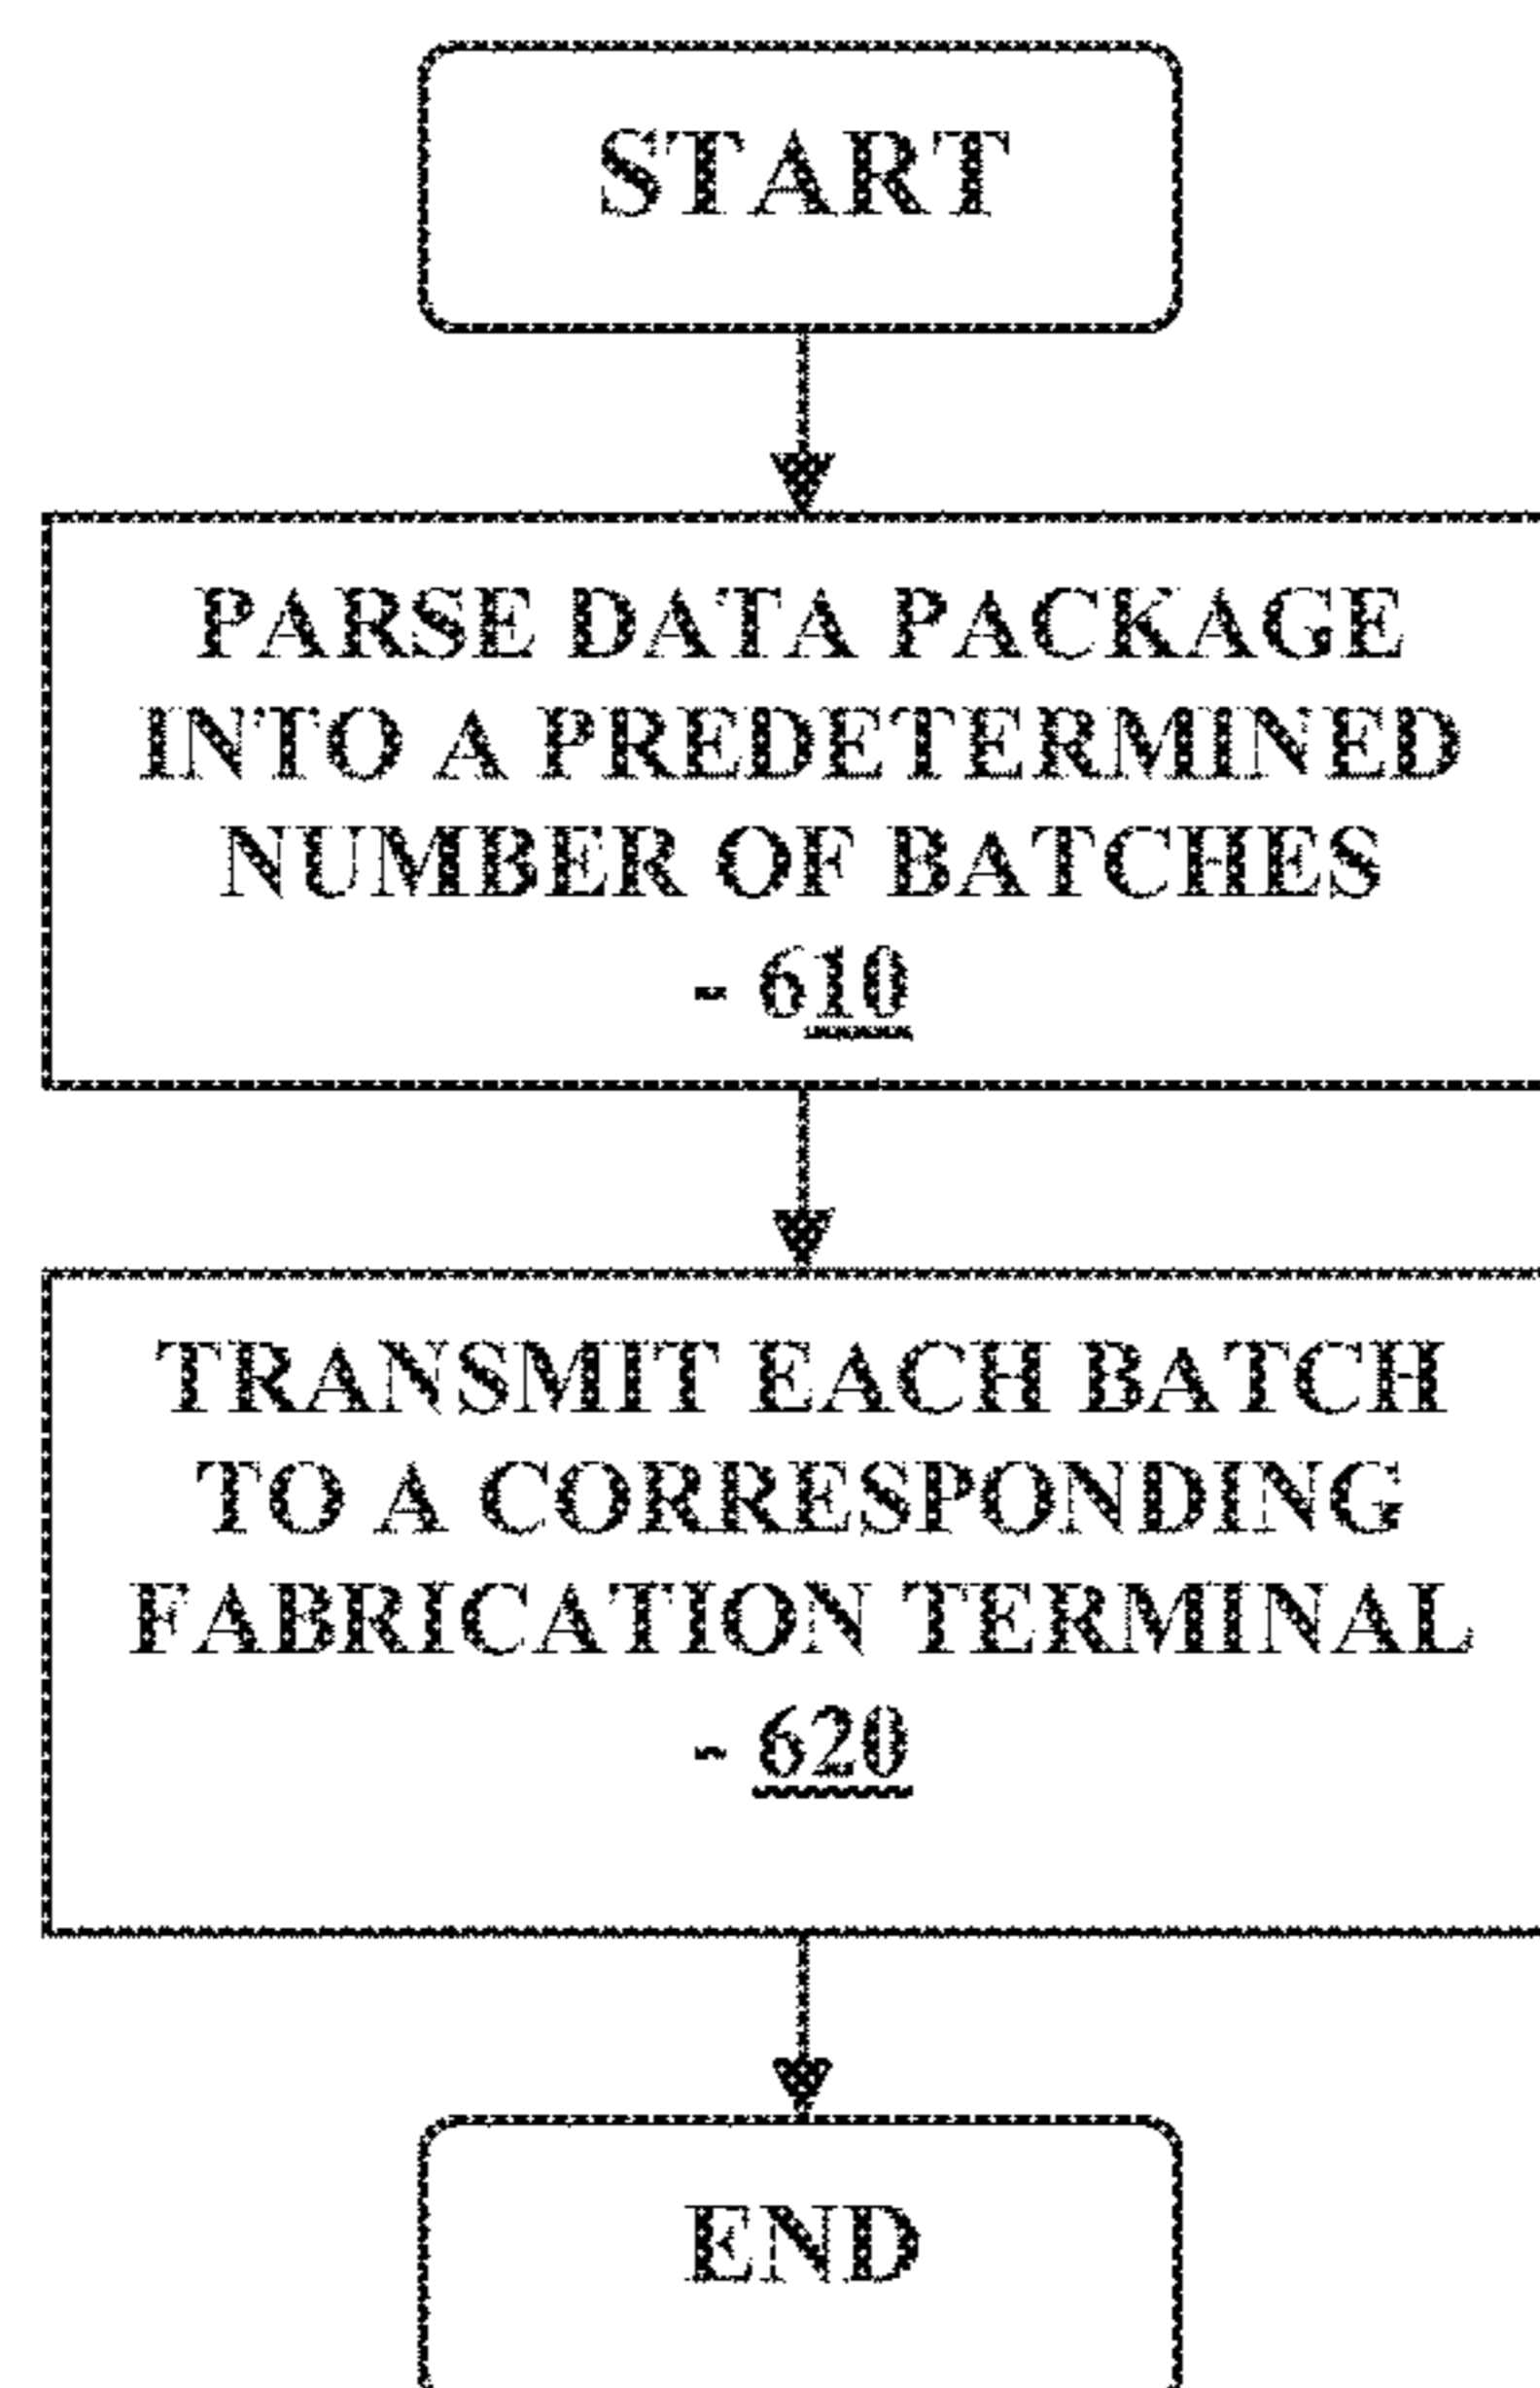 START
PARSE DATA PACKAGE
INTO A PREDETERMINED
NUMBER OF BATCHES
- 610
TRANSMIT EACH BATCH
TO A CORRESPONDING
FABRICATION TERMINAL
- 620
END